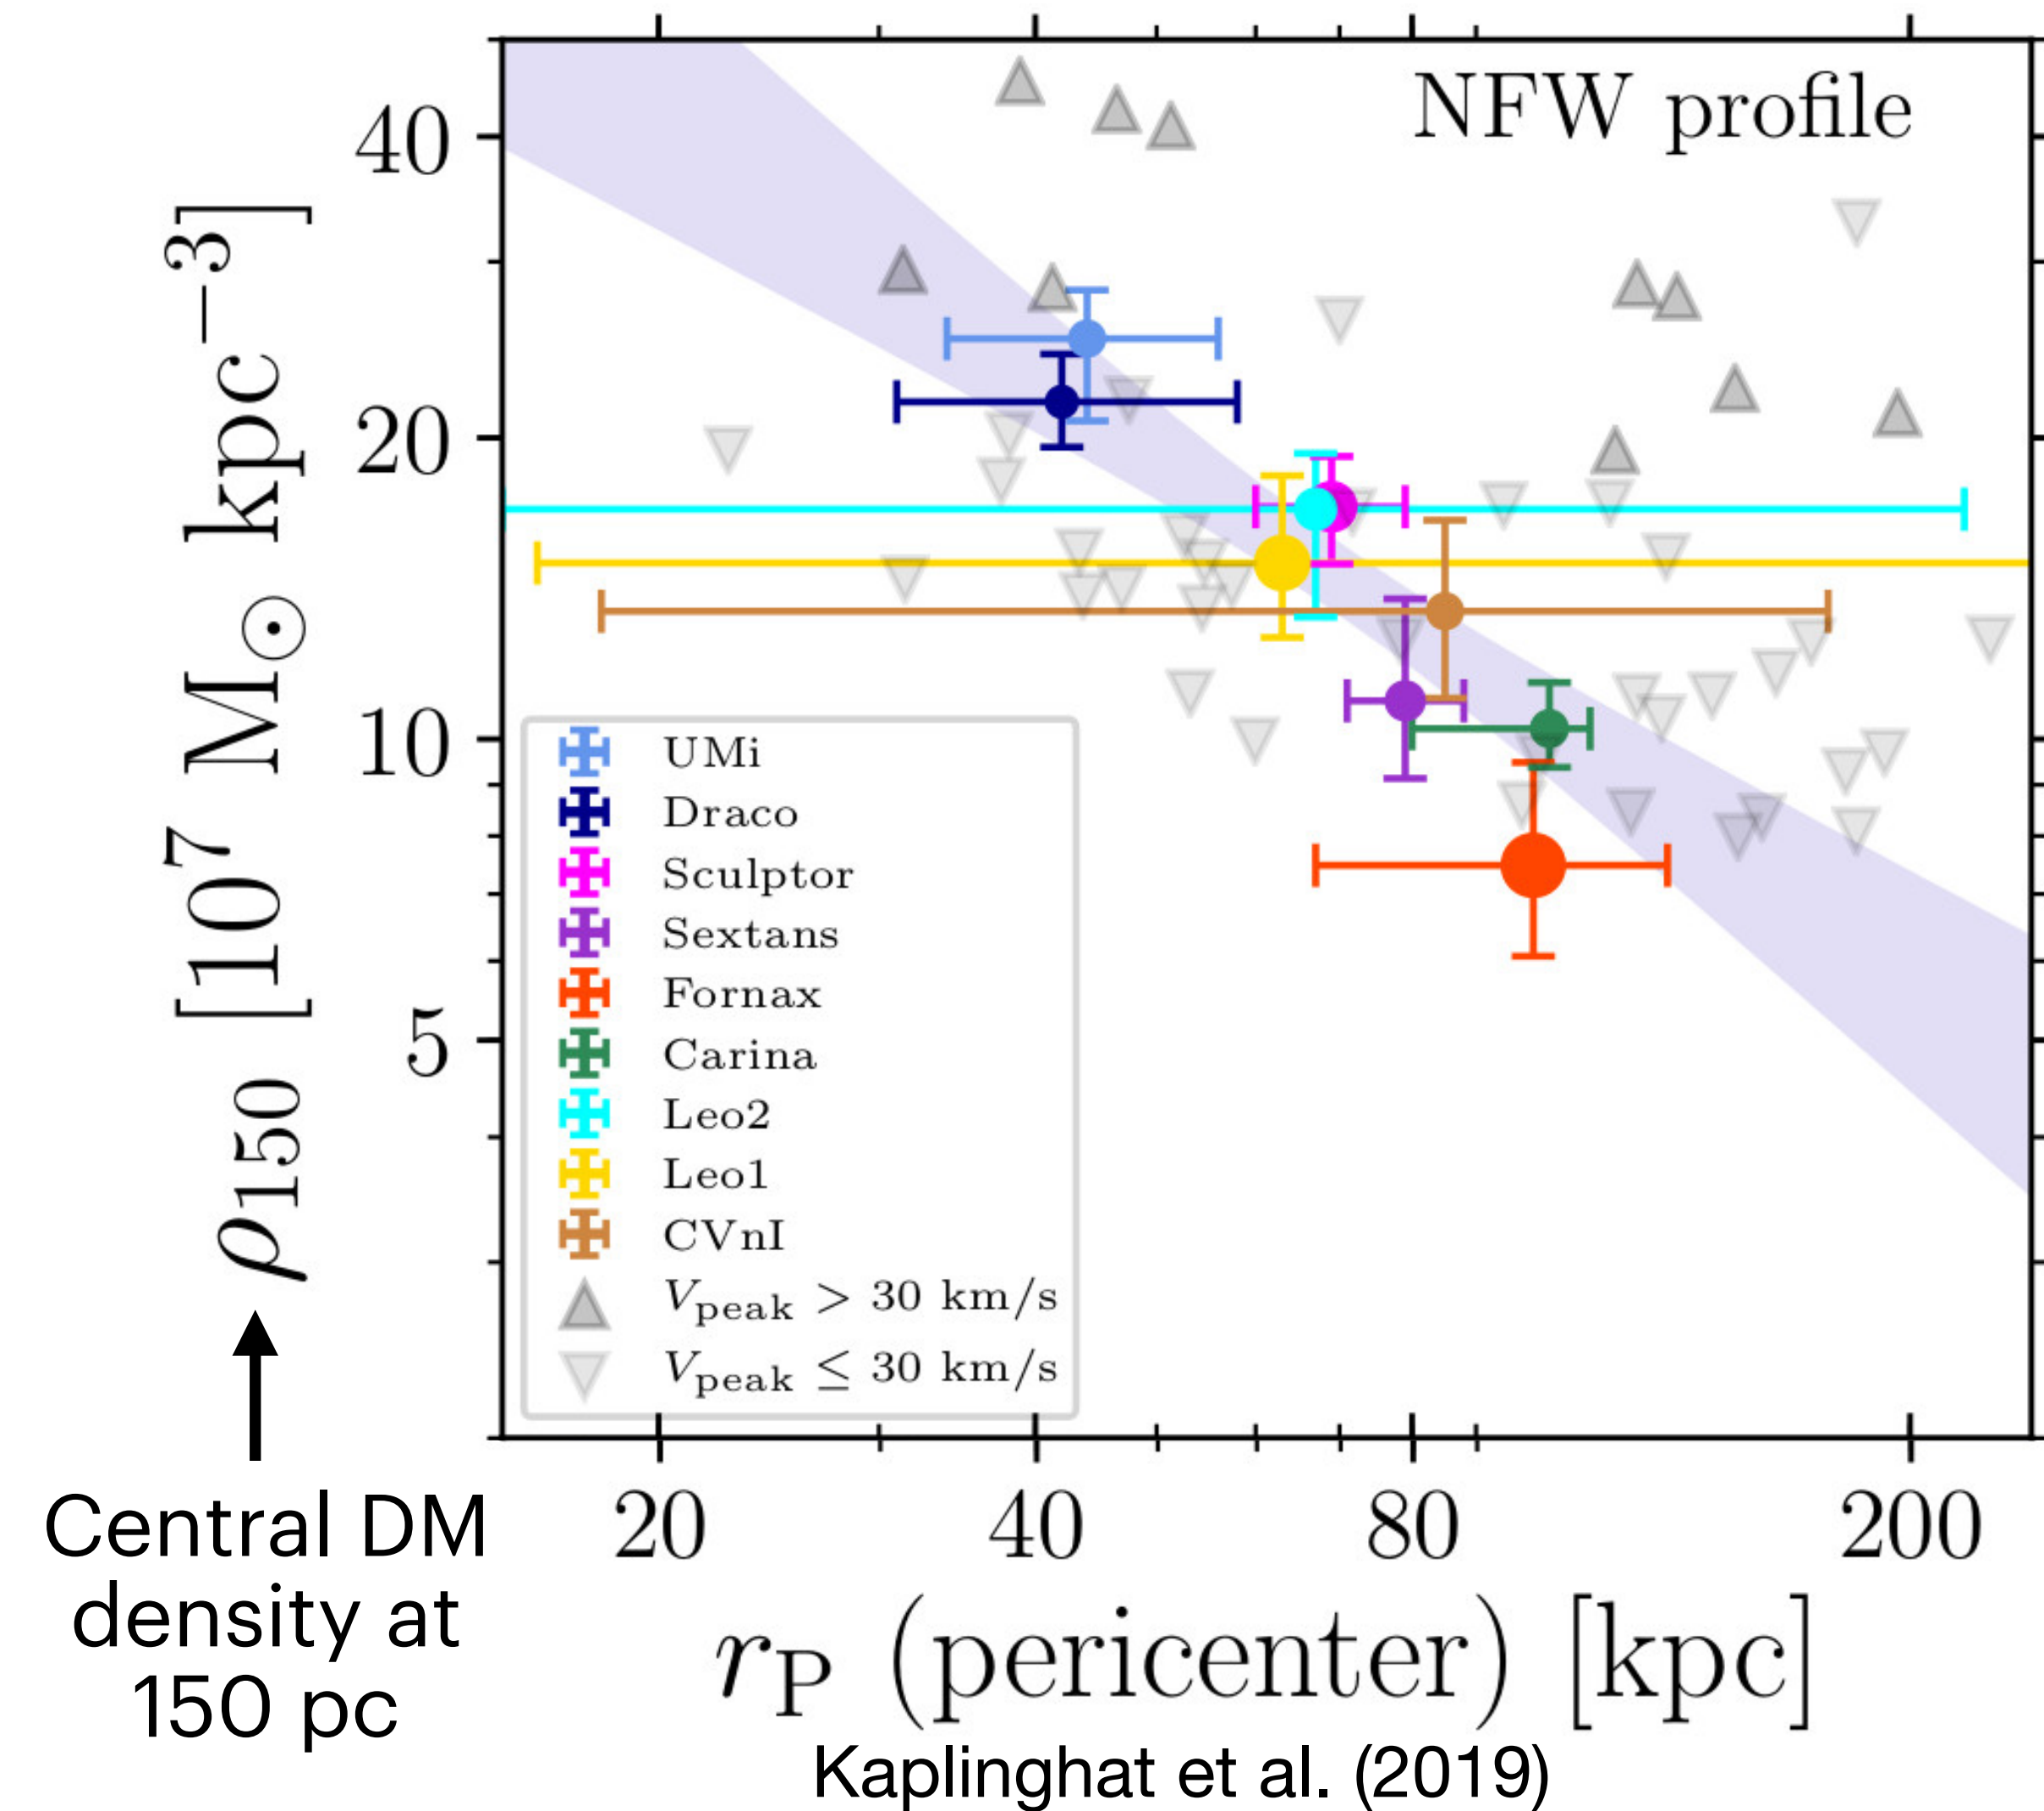 NFW profile
40
20
10
5
ρ150 [10^7 M⊙ kpc^−3]
UMi
Draco
Sculptor
Sextans
Fornax
Carina
Leo2
Leo1
CVnI
Vpeak > 30 km/s
Vpeak ≤ 30 km/s
20 40 80 200
Central DM
density at
150 pc
rP (pericenter) [kpc]
Kaplinghat et al. (2019)